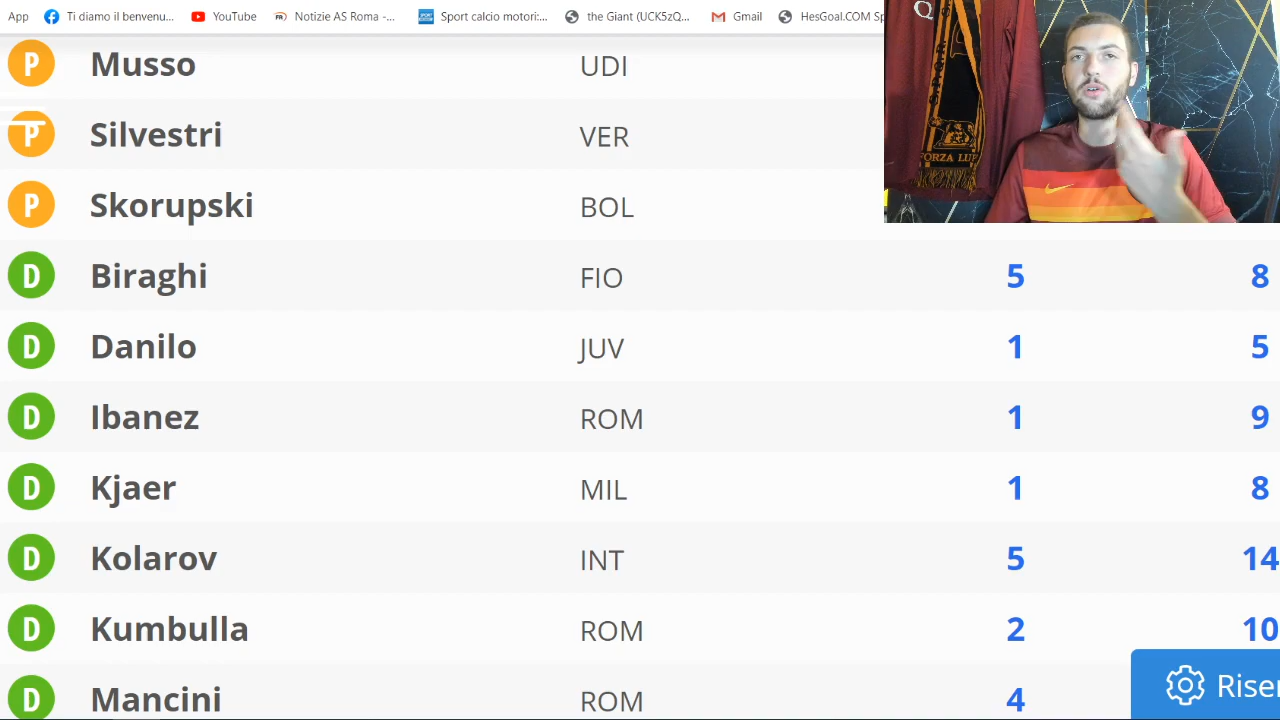 App Ti diamo il benvenu... YouTube Notizie AS Roma -... Sport calcio motori:... the Giant (UCK5zQ... Gmail HesGoal.COM Sp
P Musso UDI
P Silvestri VER
P Skorupski BOL
D Biraghi FIO 5 8
D Danilo JUV 1 5
D Ibanez ROM 1 9
D Kjaer MIL 1 8
D Kolarov INT 5 14
D Kumbulla ROM 2 10
D Mancini ROM 4
Riser
FORZA LUP